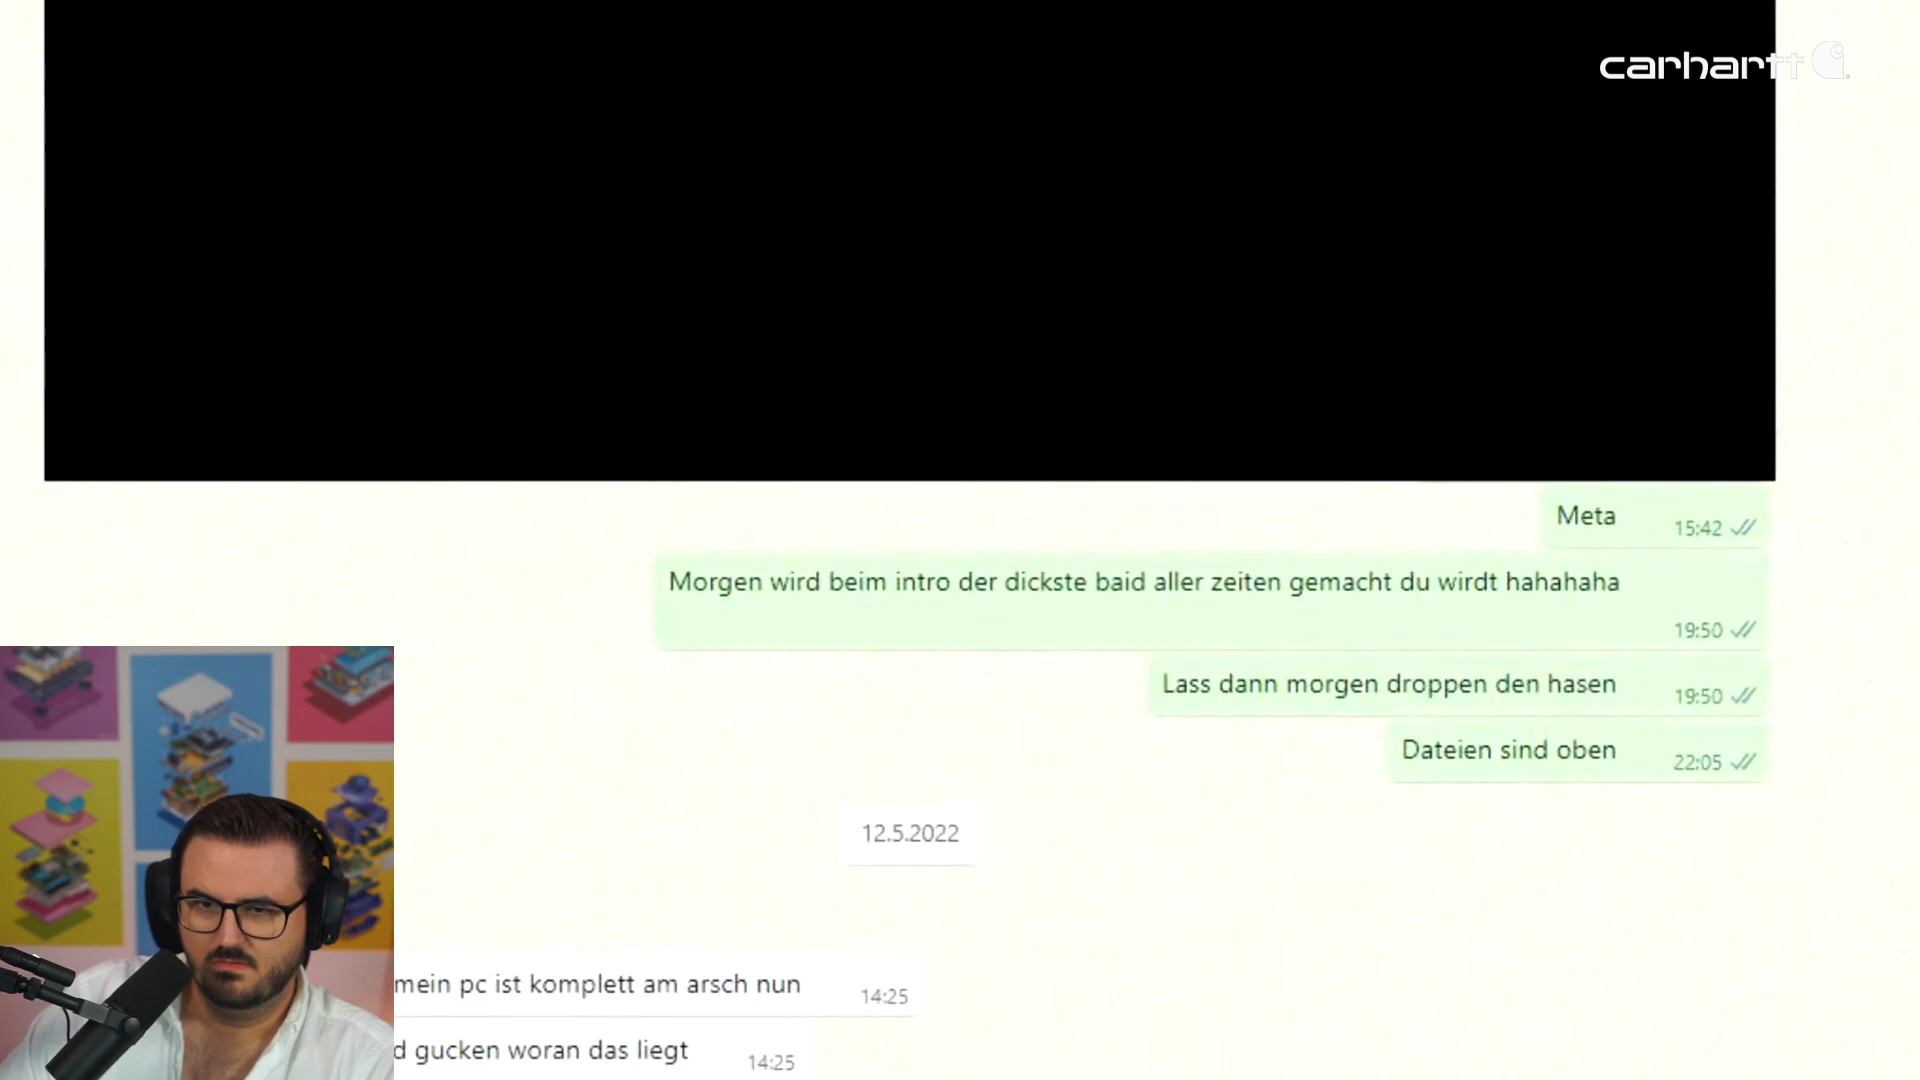 carhartt
Meta
15:42
Morgen wird beim intro der dickste baid aller zeiten gemacht du wirdt hahahaha
19:50
Lass dann morgen droppen den hasen
19:50
Dateien sind oben
22:05
12.5.2022
mein pc ist komplett am arsch nun
14:25
d gucken woran das liegt
14:25